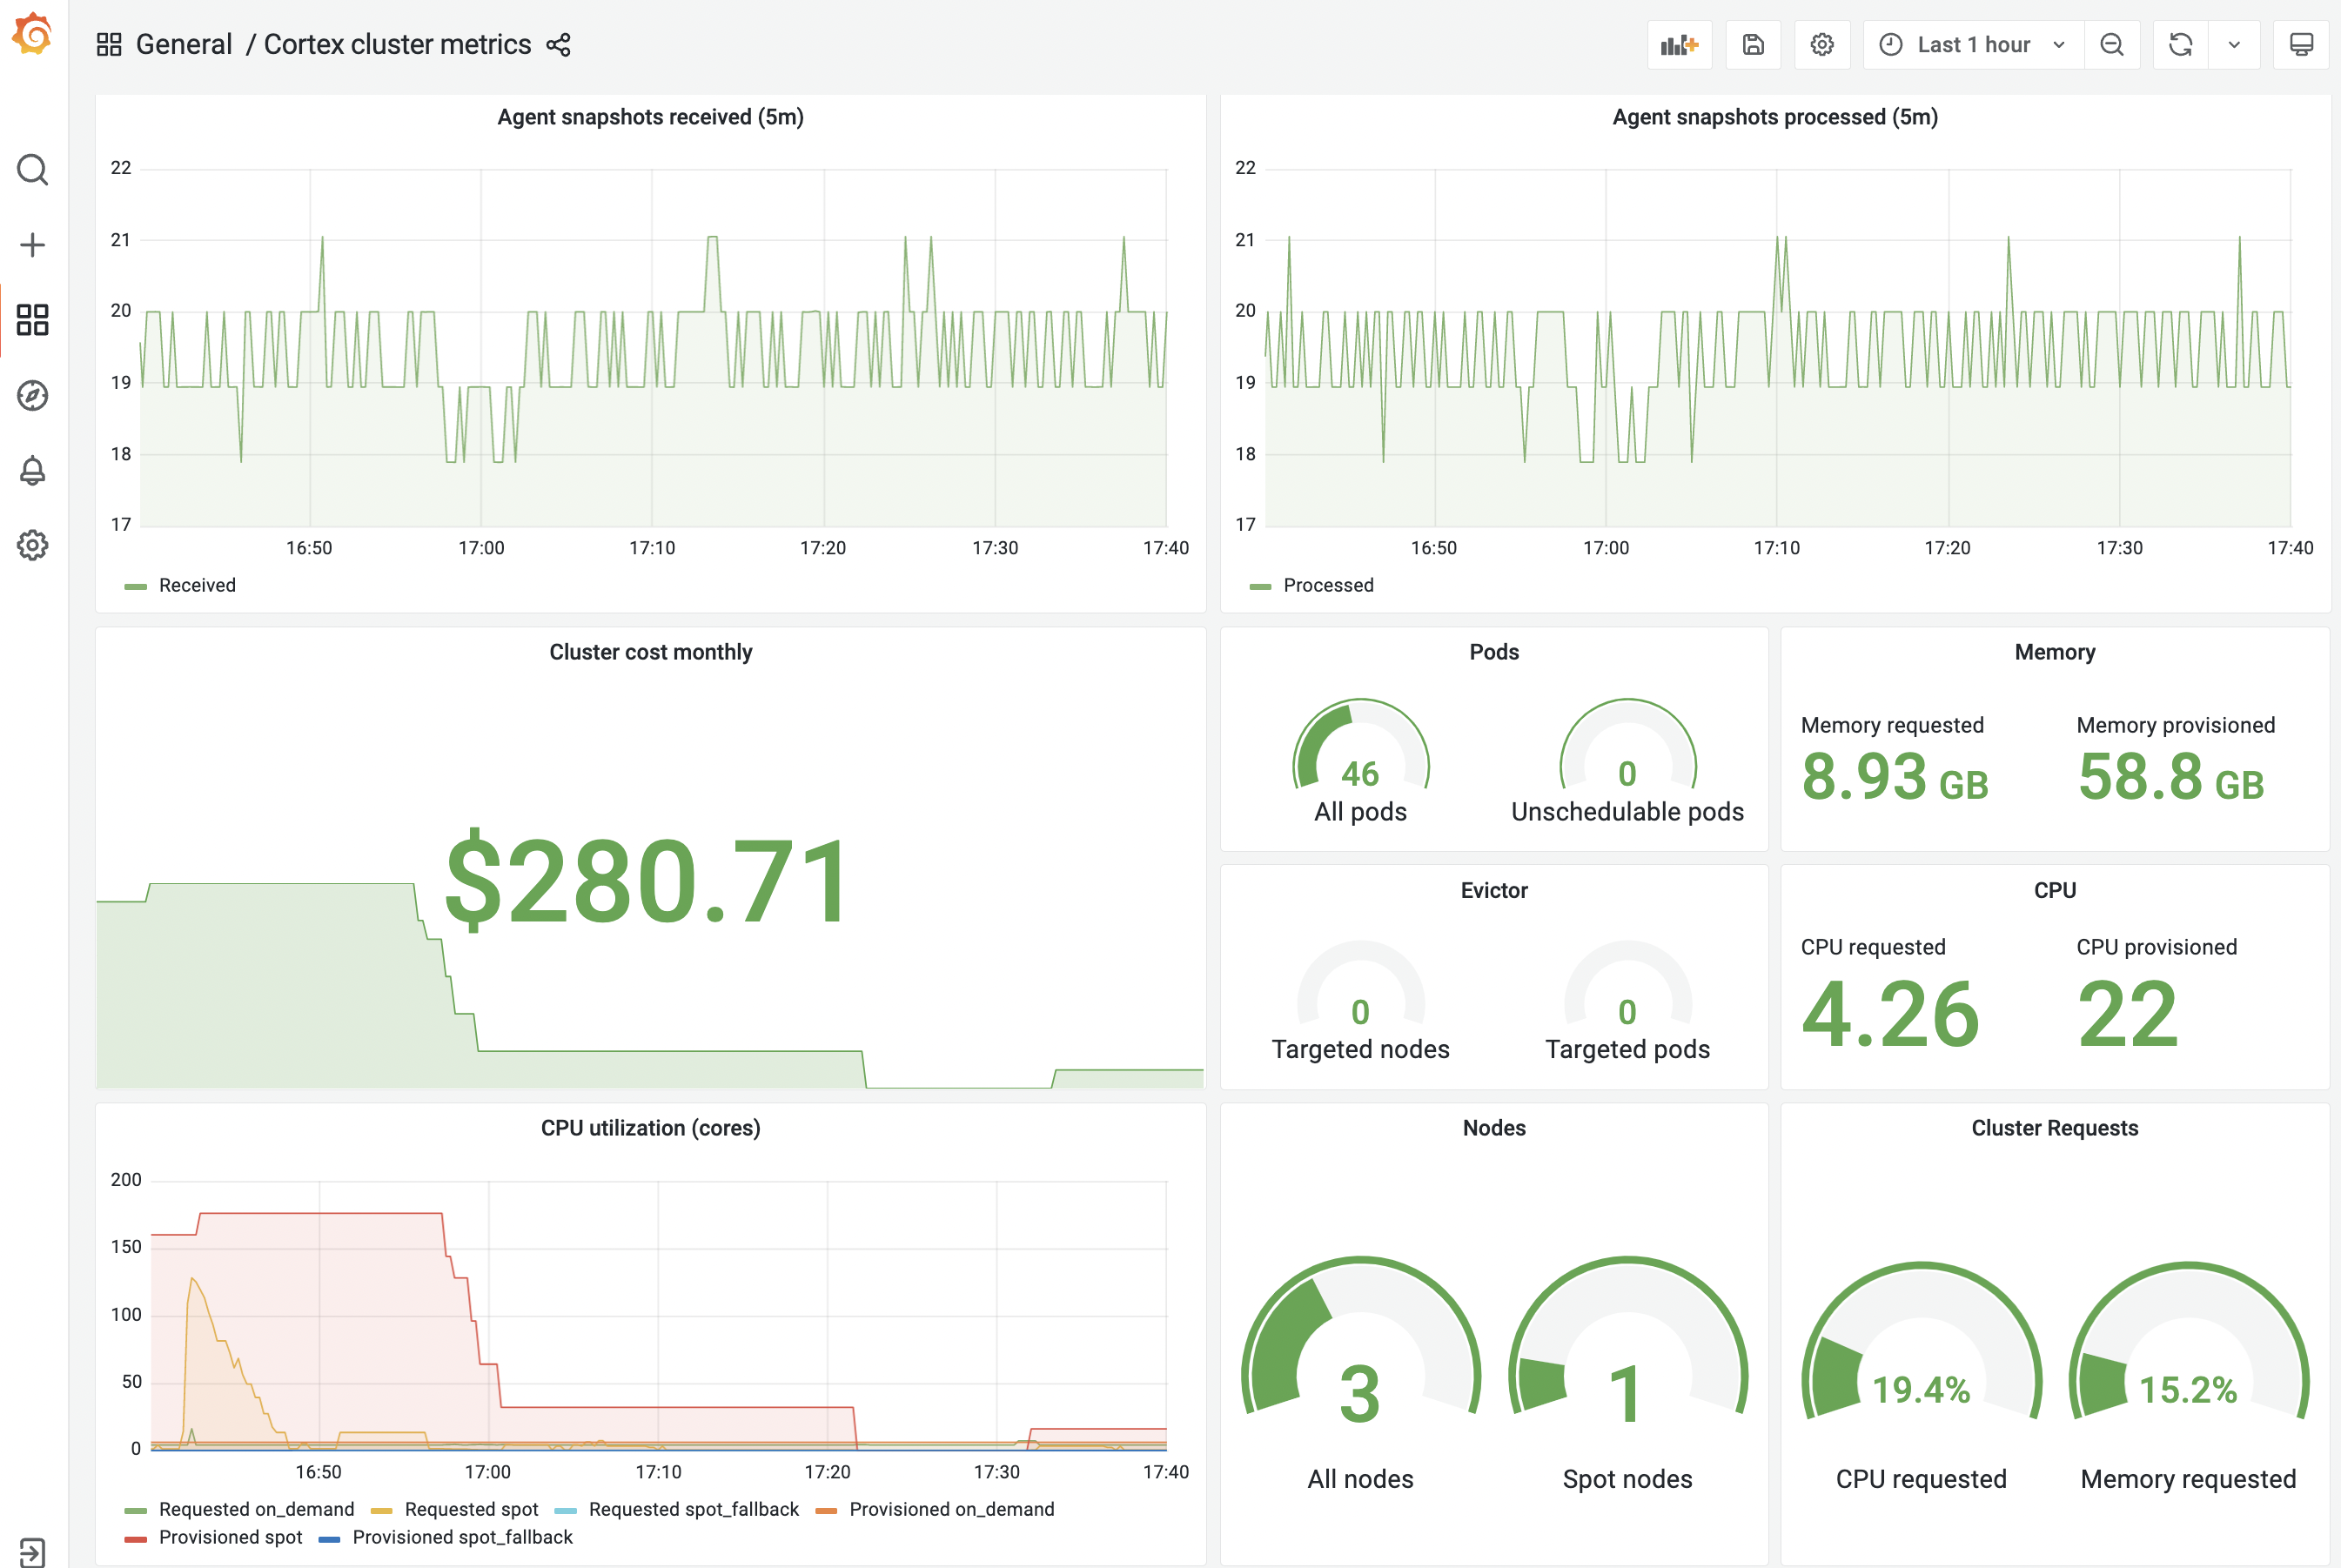 General / Cortex cluster metrics
Last 1 hour
Agent snapshots received (5m)
22
21
20
19
18
17
16:50 17:00 17:10 17:20 17:30 17:40
Received
Agent snapshots processed (5m)
22
21
20
19
18
17
16:50 17:00 17:10 17:20 17:30 17:40
Processed
Cluster cost monthly
$280.71
Pods
46 0
All pods Unschedulable pods
Memory
Memory requested Memory provisioned
8.93 GB 58.8 GB
Evictor
0 0
Targeted nodes Targeted pods
CPU
CPU requested CPU provisioned
4.26 22
CPU utilization (cores)
200
150
100
50
0
16:50 17:00 17:10 17:20 17:30 17:40
Requested on_demand Requested spot Requested spot_fallback Provisioned on_demand
Provisioned spot Provisioned spot_fallback
Nodes
3 1
All nodes Spot nodes
Cluster Requests
19.4% 15.2%
CPU requested Memory requested